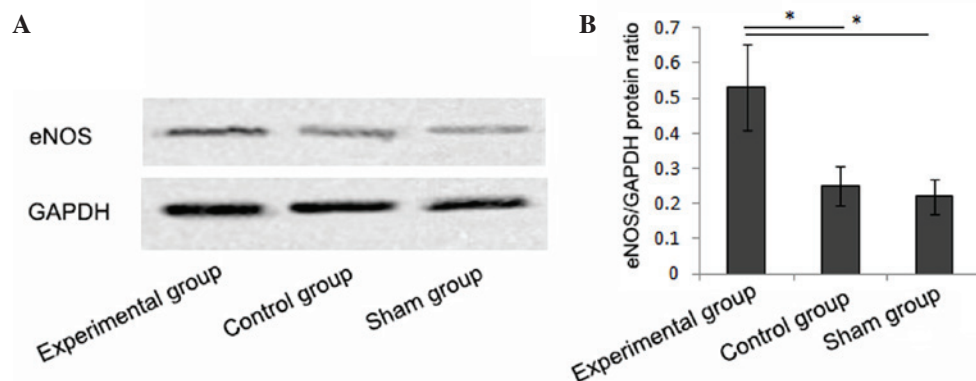 A
eNOS
GAPDH
Experimental group
Control group
Sham group
B
*
*
eNOS/GAPDH protein ratio
0.7
0.6
0.5
0.4
0.3
0.2
0.1
0
Experimental group
Control group
Sham group